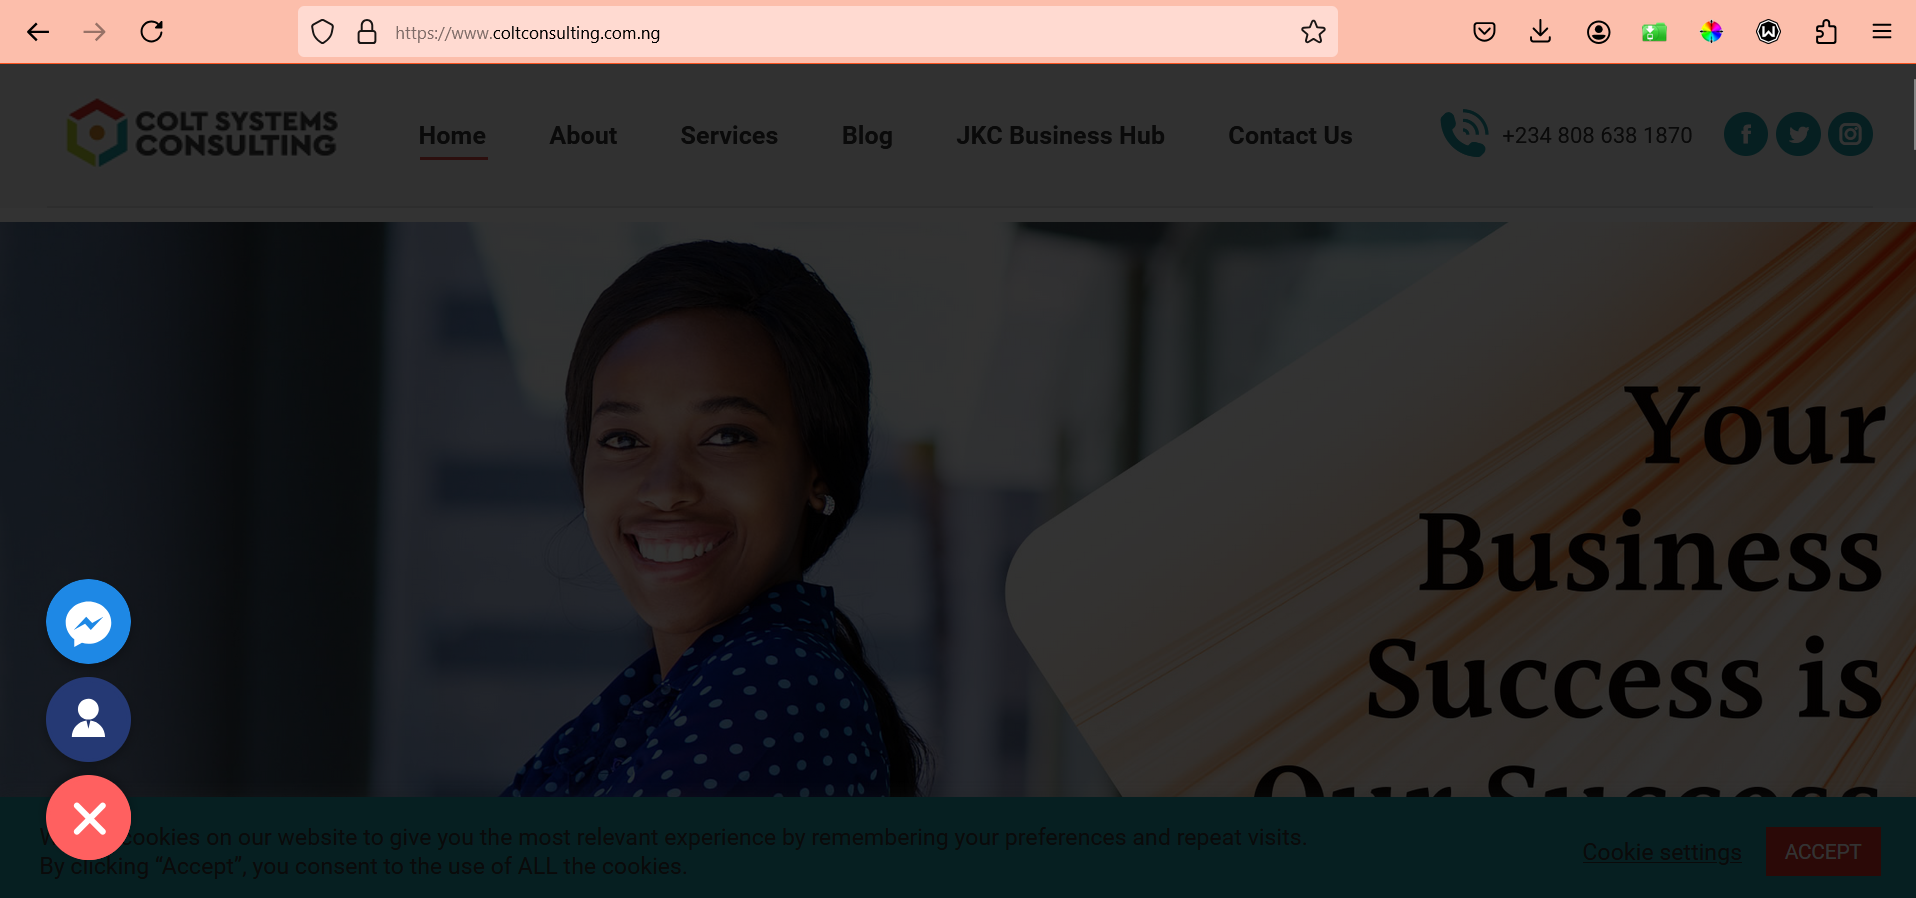 https://www.coltconsulting.com.ng
COLT SYSTEMS
CONSULTING
Home About Services Blog JKC Business Hub Contact Us
+234 808 638 1870
Your
Business
Success is
Our Success
cookies on our website to give you the most relevant experience by remembering your preferences and repeat visits.
By clicking “Accept”, you consent to the use of ALL the cookies.
Cookie settings
ACCEPT